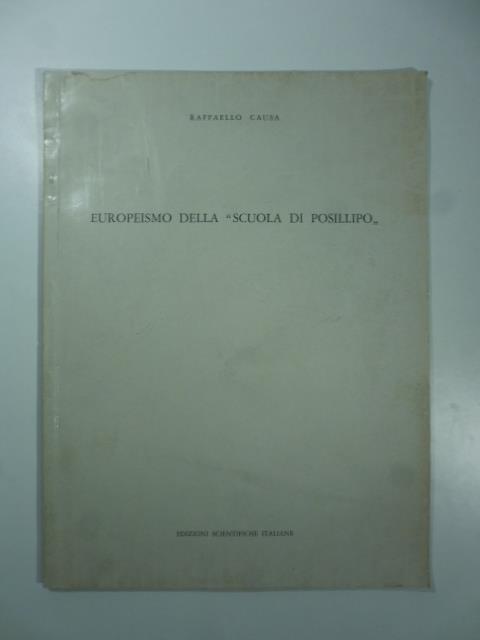 RAFFAELLO CAUSA
EUROPEISMO DELLA “SCUOLA DI POSILLIPO„
EDIZIONI SCIENTIFICHE ITALIANE